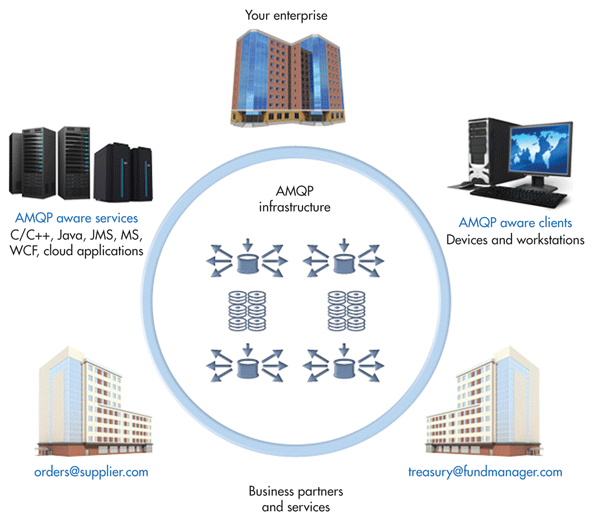 Your enterprise
AMQP
infrastructure
AMQP aware services
C/C++, Java, JMS, MS,
WCF, cloud applications
AMQP aware clients
Devices and workstations
orders@supplier.com
treasury@fundmanager.com
Business partners
and services